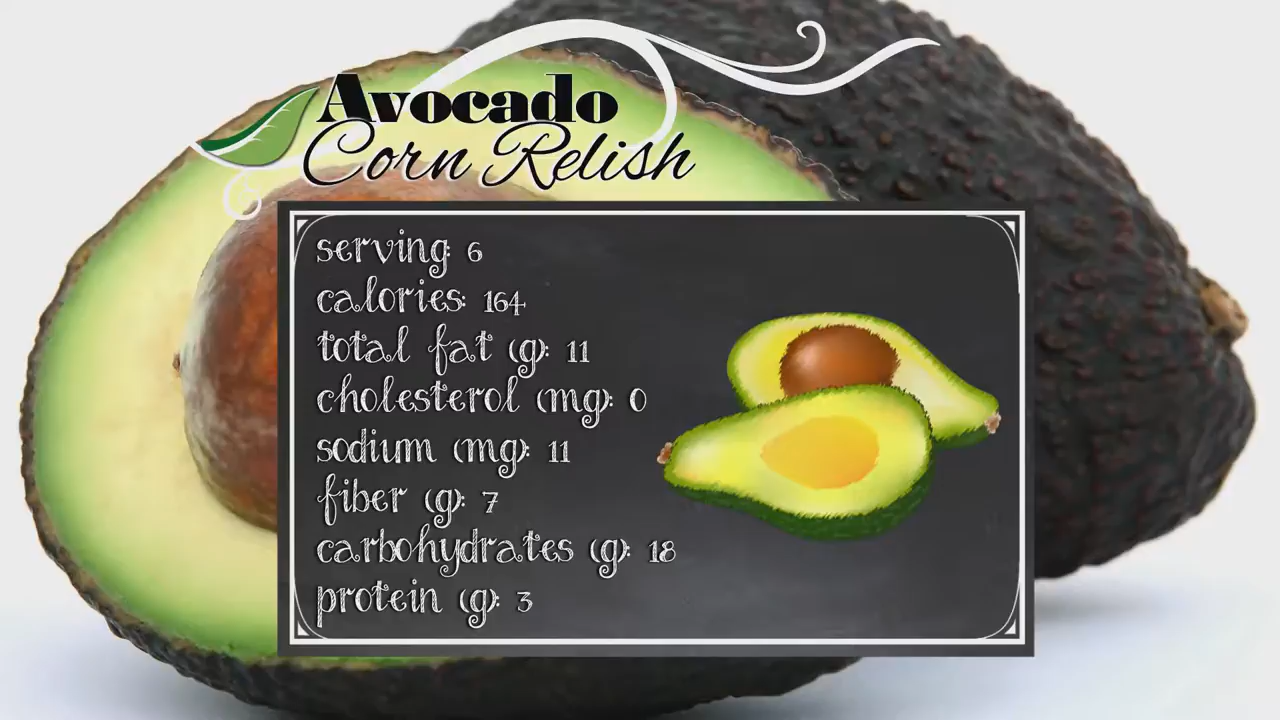 Avocado
Corn Relish
serving: 6
calories: 164
total fat (g): 11
cholesterol (mg): 0
sodium (mg): 11
fiber (g): 7
carbohydrates (g): 18
protein (g): 3